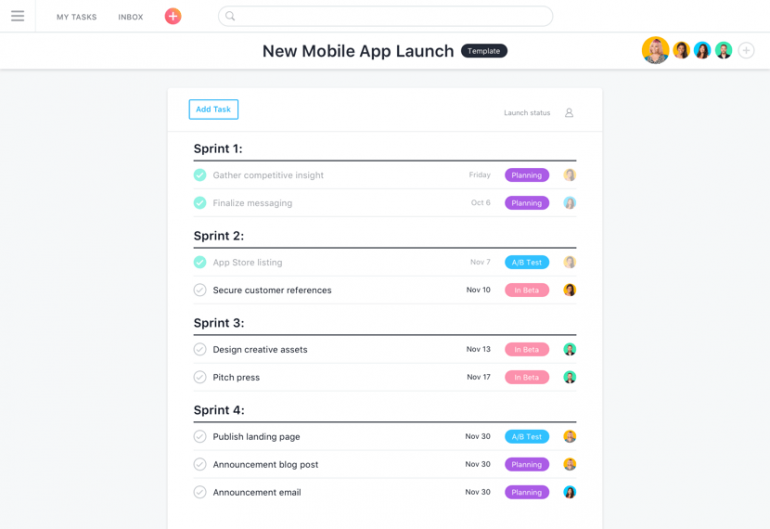 MY TASKS INBOX
New Mobile App Launch Template
Add Task Launch status
Sprint 1:
Gather competitive insight Friday Planning
Finalize messaging Oct 6 Planning
Sprint 2:
App Store listing Nov 7 A/B Test
Secure customer references Nov 10 In Beta
Sprint 3:
Design creative assets Nov 13 In Beta
Pitch press Nov 17 In Beta
Sprint 4:
Publish landing page Nov 30 A/B Test
Announcement blog post Nov 30 Planning
Announcement email Nov 30 Planning